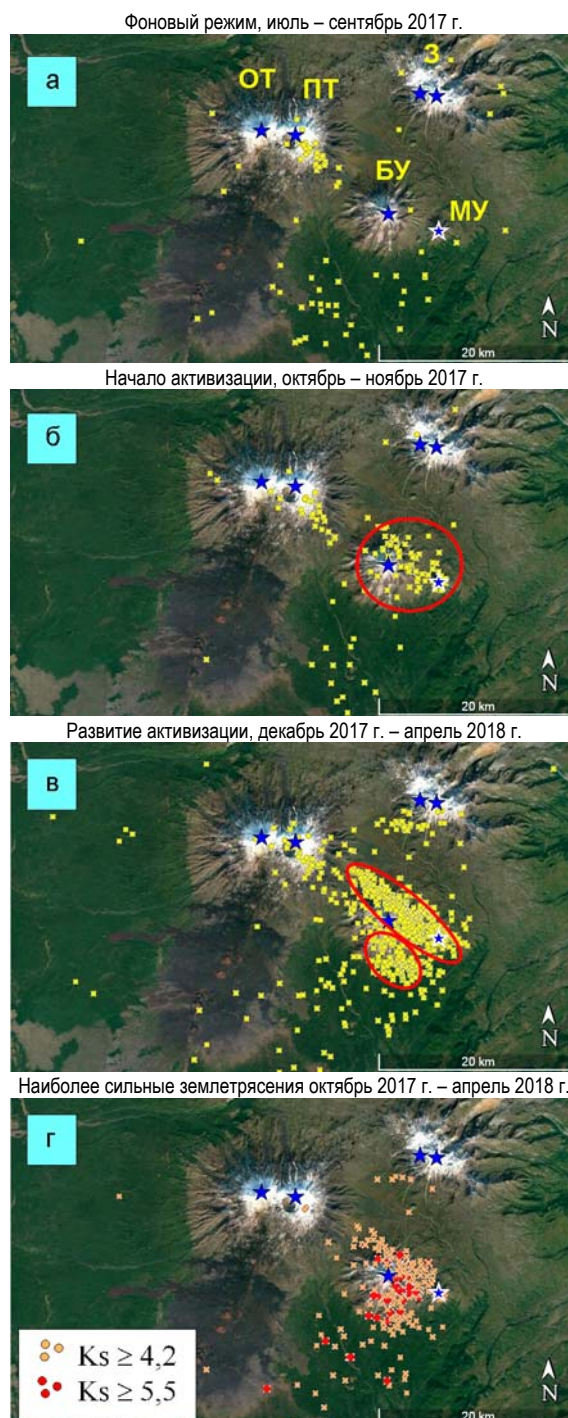 Фоновый режим, июль – сентябрь 2017 г.
а
З
ОТ
ПТ
БУ
МУ
N
20 km
Начало активизации, октябрь – ноябрь 2017 г.
б
N
20 km
Развитие активизации, декабрь 2017 г. – апрель 2018 г.
в
N
20 km
Наиболее сильные землетрясения октябрь 2017 г. – апрель 2018 г.
г
Ks ≥ 4,2
Ks ≥ 5,5
N
20 km